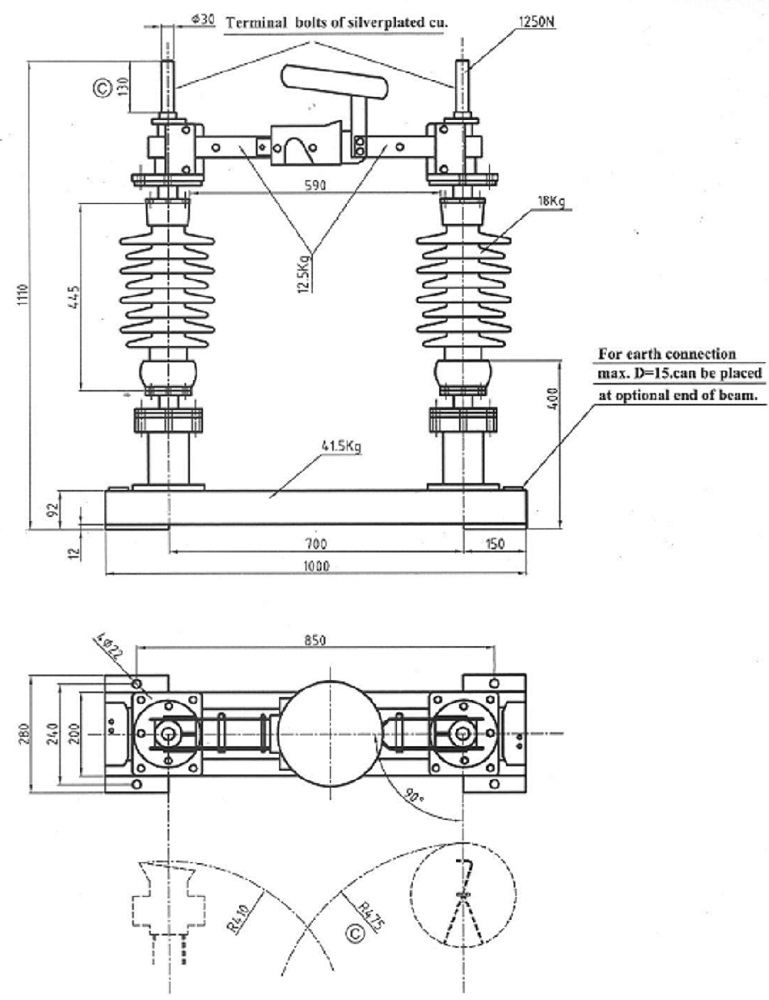 Φ30 Terminal bolts of silverplated cu. 1250N
C 130
590
18Kg
12.5Kg
1110
445
For earth connection
max. D=15.can be placed
at optional end of beam.
400
41.5Kg
92
12
700 150
1000
850
4Φ22
280 240 200
90°
R410 R475
C